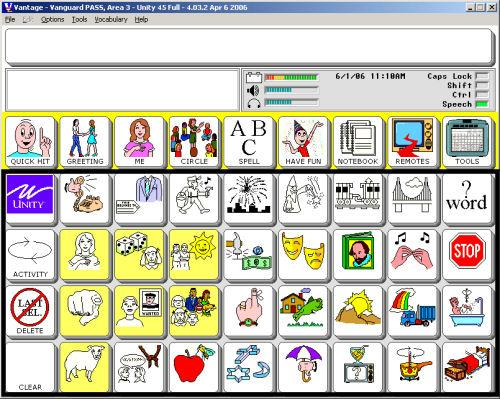 Vantage - Vanguard PASS, Area 3 - Unity 45 Full - 4.03.2 Apr 6 2006
File Edit Options Tools Vocabulary Help
6/1/06 11:10AM Caps Lock
Shift
Ctrl
Speech
A B
C
QUICK HIT GREETING ME CIRCLE SPELL HAVE FUN NOTEBOOK REMOTES TOOLS
UNITY
?
word
ACTIVITY
STOP
LAST
SEL.
WANTED
DELETE
CLEAR
?